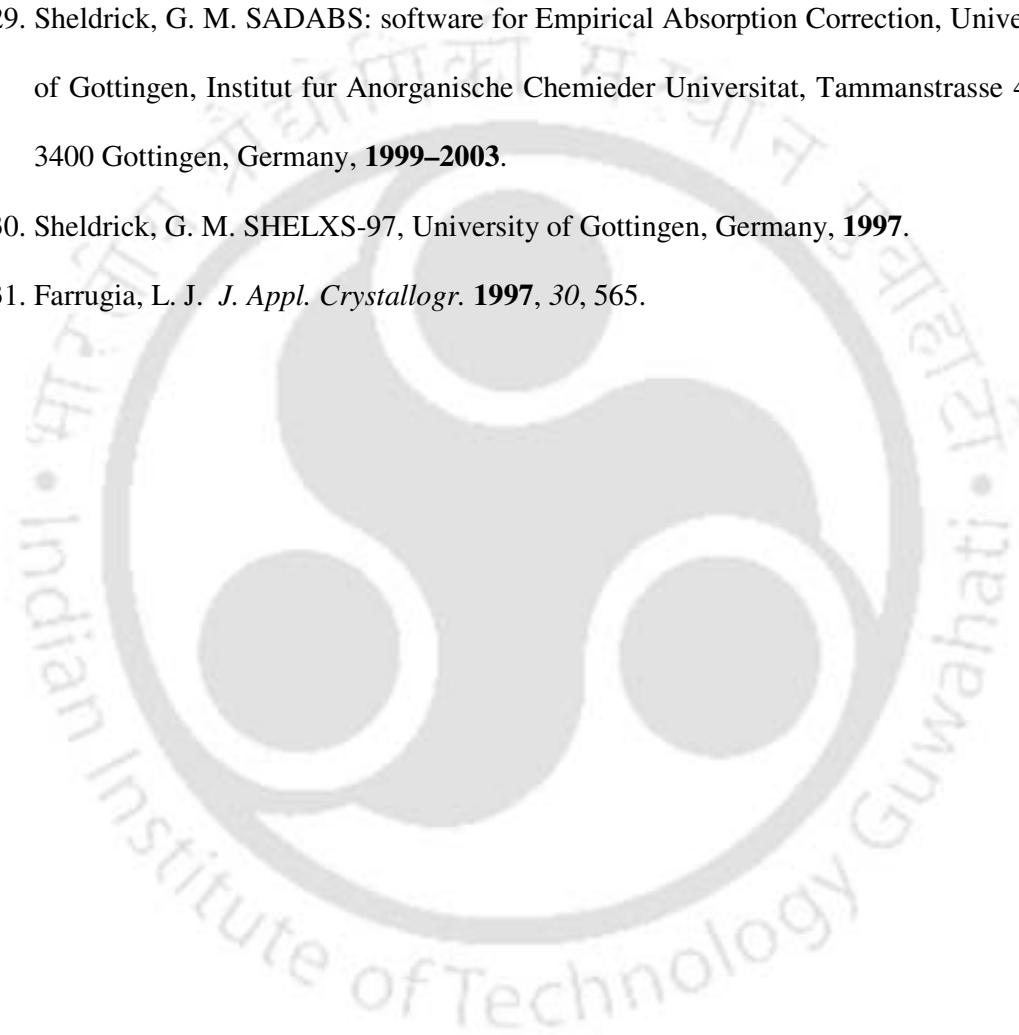 29. Sheldrick, G. M. SADABS: software for Empirical Absorption Correction, Unive
of Gottingen, Institut fur Anorganische Chemieder Universitat, Tammanstrasse 4
3400 Gottingen, Germany, 1999–2003.
30. Sheldrick, G. M. SHELXS-97, University of Gottingen, Germany, 1997.
31. Farrugia, L. J. J. Appl. Crystallogr. 1997, 30, 565.
भारतीय प्रौद्योगिकी संस्थान गुवाहाटी
• Indian Institute of Technology Guwahati •